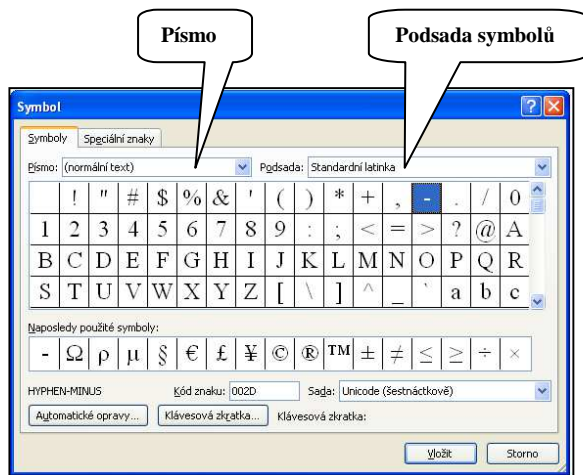 Písmo
Podsada symbolů
Symbol
Symboly Speciální znaky
Písmo: (normální text) Podsada: Standardní latinka
! " # $ % & ' ( ) * + , - . / 0
1 2 3 4 5 6 7 8 9 : ; < = > ? @ A
B C D E F G H I J K L M N O P Q R
S T U V W X Y Z [ \ ] ^ _ ` a b c
Naposledy použité symboly:
- Ω ρ μ § € £ ¥ © ® ™ ± ≠ ≤ ≥ ÷ ×
HYPHEN-MINUS Kód znaku: 002D Sada: Unicode (šestnáctkově)
Automatické opravy... Klávesová zkratka... Klávesová zkratka:
Vložit Storno